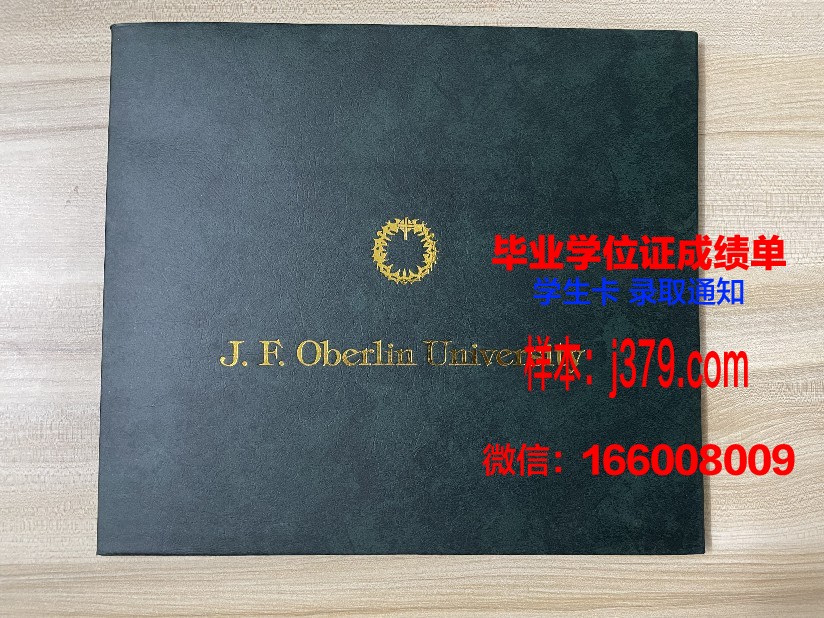 毕业学位证成绩单
学生卡 录取通知
J. F. Oberlin University
样本：j379.com
微信：166008009